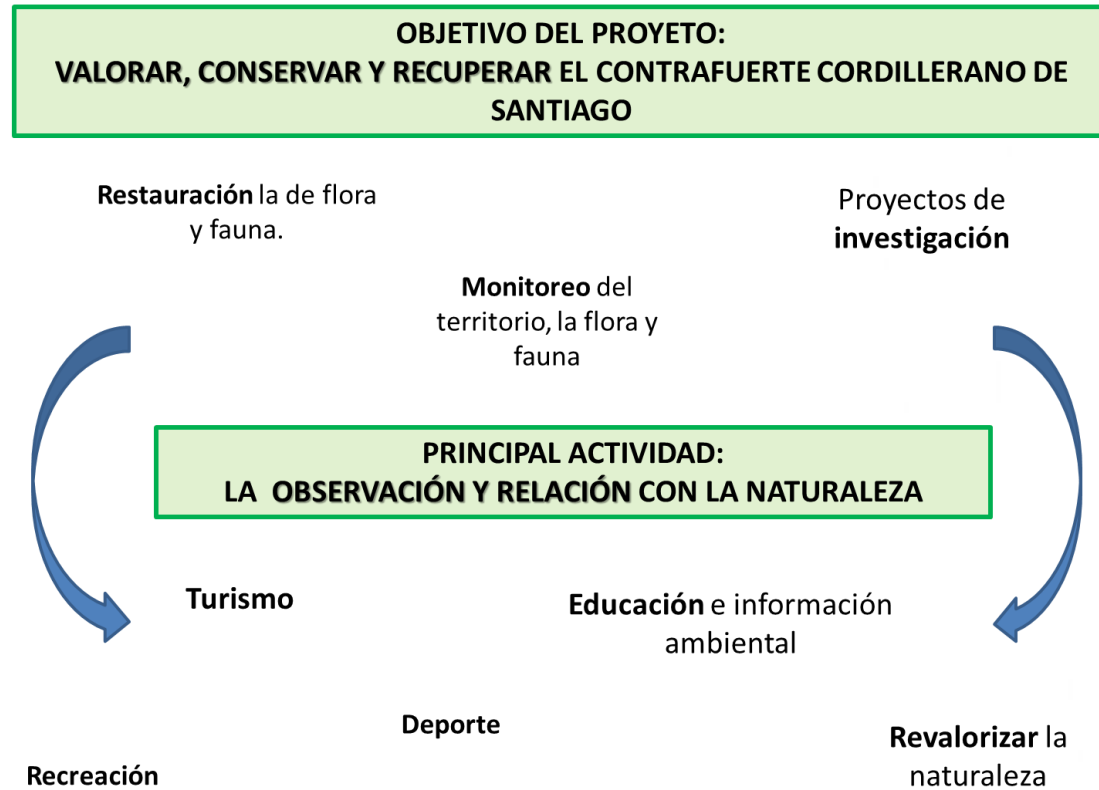 OBJETIVO DEL PROYETO:
VALORAR, CONSERVAR Y RECUPERAR EL CONTRAFUERTE CORDILLERANO DE
SANTIAGO
Restauración la de flora
y fauna.
Proyectos de
investigación
Monitoreo del
territorio, la flora y
fauna
PRINCIPAL ACTIVIDAD:
LA OBSERVACIÓN Y RELACIÓN CON LA NATURALEZA
Turismo
Educación e información
ambiental
Deporte
Revalorizar la
naturaleza
Recreación